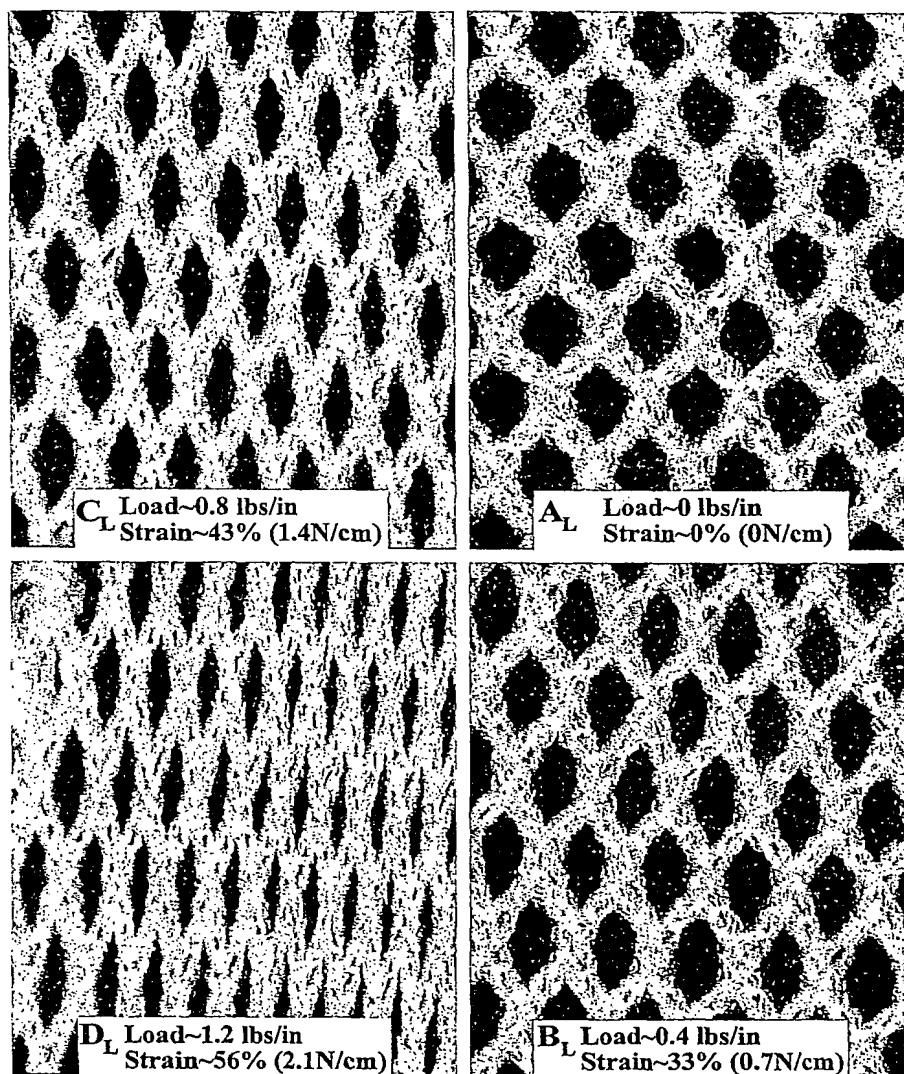 C_L Load~0.8 lbs/in
Strain~43% (1.4N/cm)
A_L Load~0 lbs/in
Strain~0% (0N/cm)
D_L Load~1.2 lbs/in
Strain~56% (2.1N/cm)
B_L Load~0.4 lbs/in
Strain~33% (0.7N/cm)